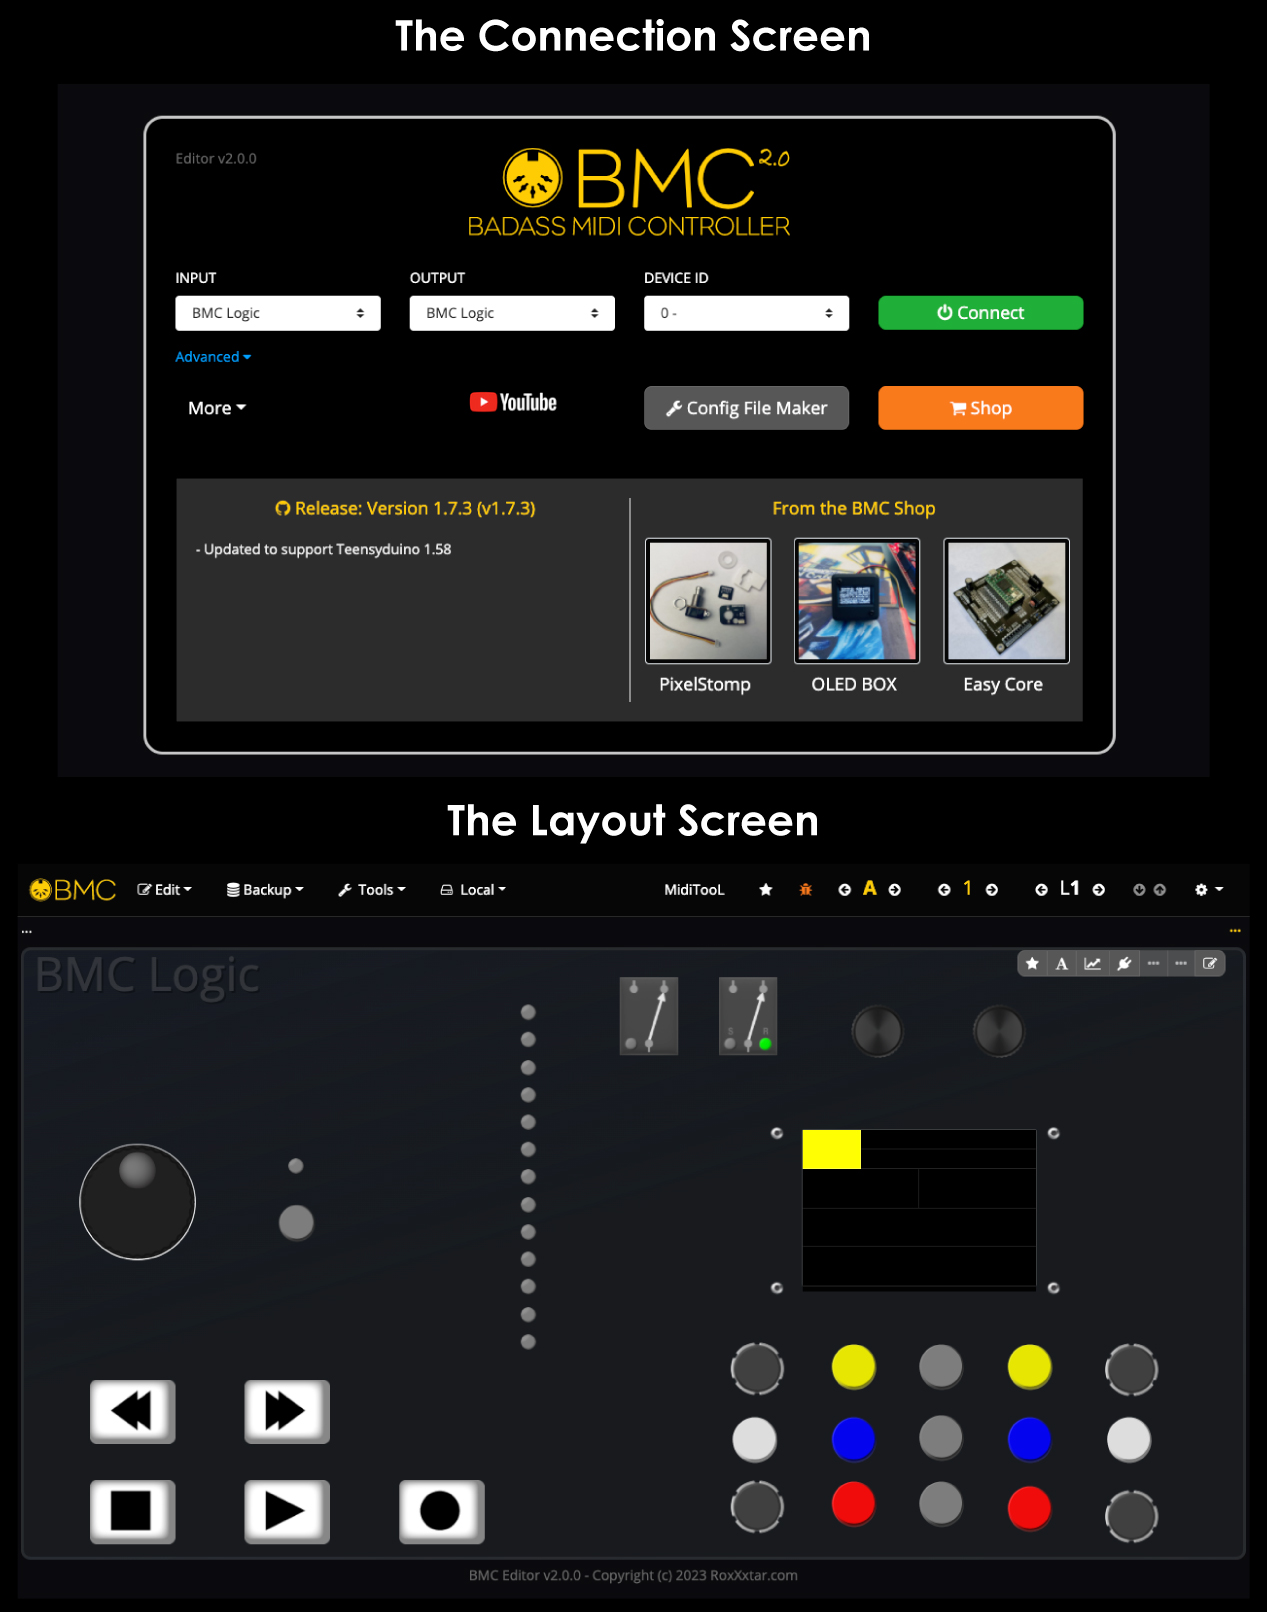 The Connection Screen
Editor v2.0.0
BMC 2.0
BADASS MIDI CONTROLLER
INPUT
OUTPUT
DEVICE ID
BMC Logic
BMC Logic
0 -
Connect
Advanced
More
YouTube
Config File Maker
Shop
Release: Version 1.7.3 (v1.7.3)
- Updated to support Teensyduino 1.58
From the BMC Shop
PixelStomp
OLED BOX
Easy Core
The Layout Screen
BMC
Edit
Backup
Tools
Local
MidiTooL
A
1
L1
...
...
BMC Logic
A
S
R
BMC Editor v2.0.0 - Copyright (c) 2023 RoxXxtar.com